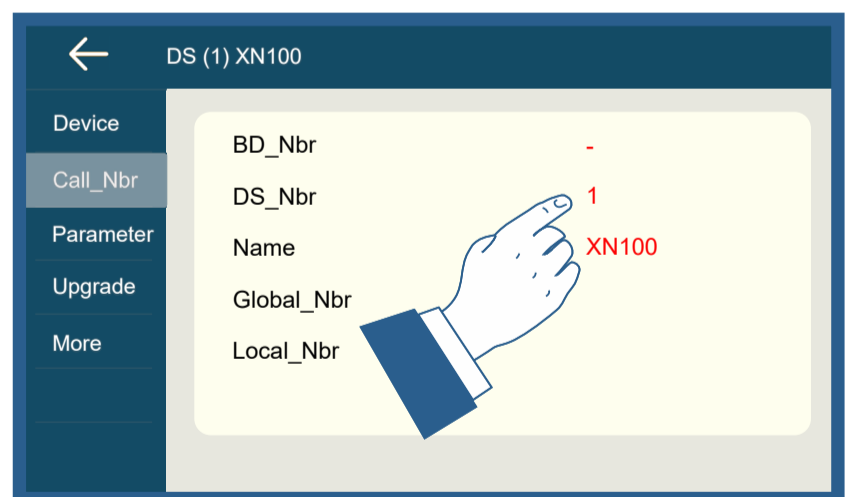 DS (1) XN100
Device
Call_Nbr
Parameter
Upgrade
More
BD_Nbr -
DS_Nbr 1
Name XN100
Global_Nbr
Local_Nbr